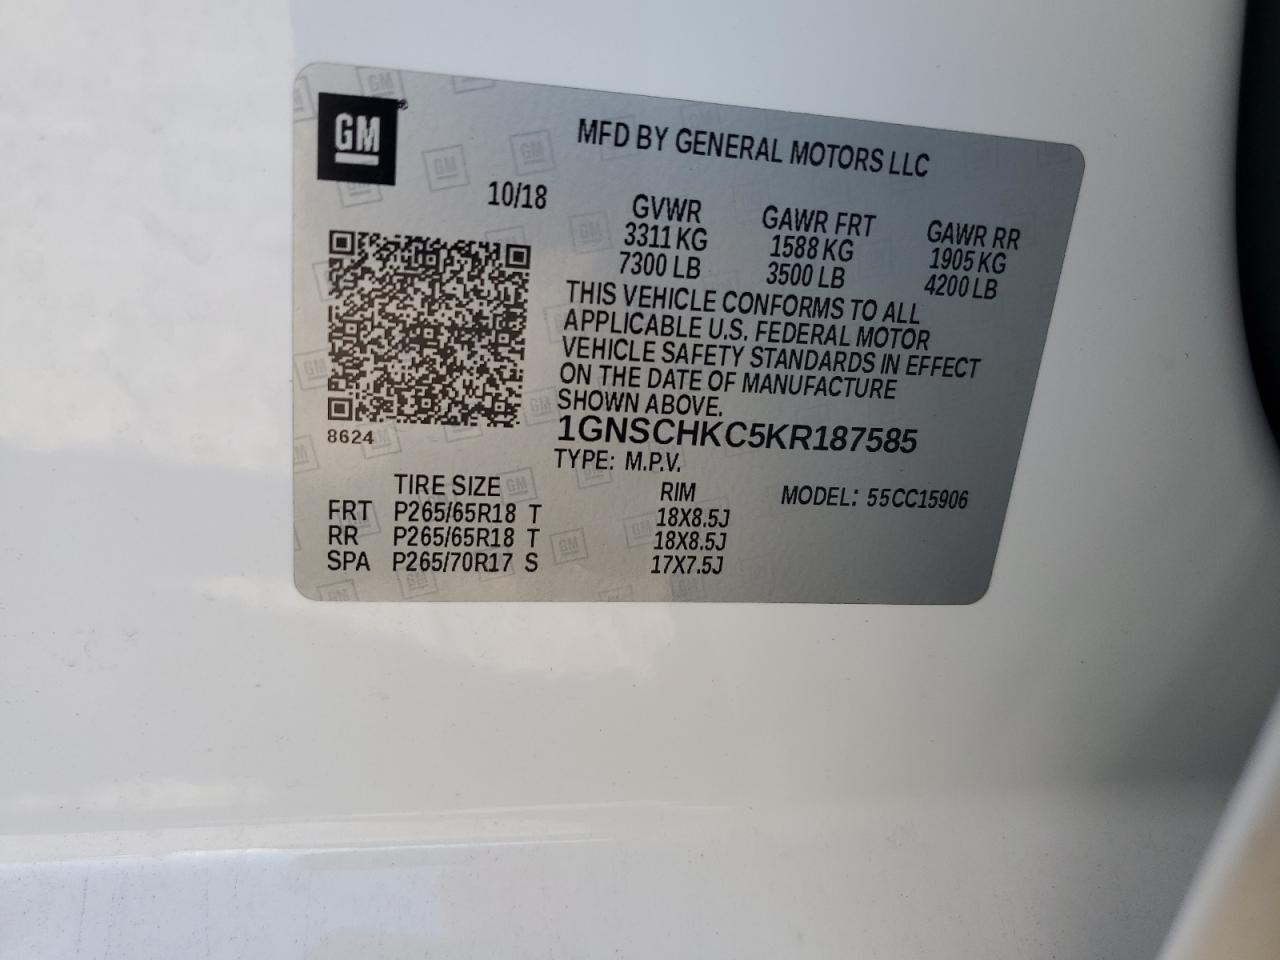 GM
MFD BY GENERAL MOTORS LLC
10/18 GVWR GAWR FRT GAWR RR
3311 KG 1588 KG 1905 KG
7300 LB 3500 LB 4200 LB
THIS VEHICLE CONFORMS TO ALL
APPLICABLE U.S. FEDERAL MOTOR
VEHICLE SAFETY STANDARDS IN EFFECT
ON THE DATE OF MANUFACTURE
SHOWN ABOVE.
8624
1GNSCHKC5KR187585
TYPE: M.P.V.
TIRE SIZE RIM MODEL: 55CC15906
FRT P265/65R18 T 18X8.5J
RR P265/65R18 T 18X8.5J
SPA P265/70R17 S 17X7.5J